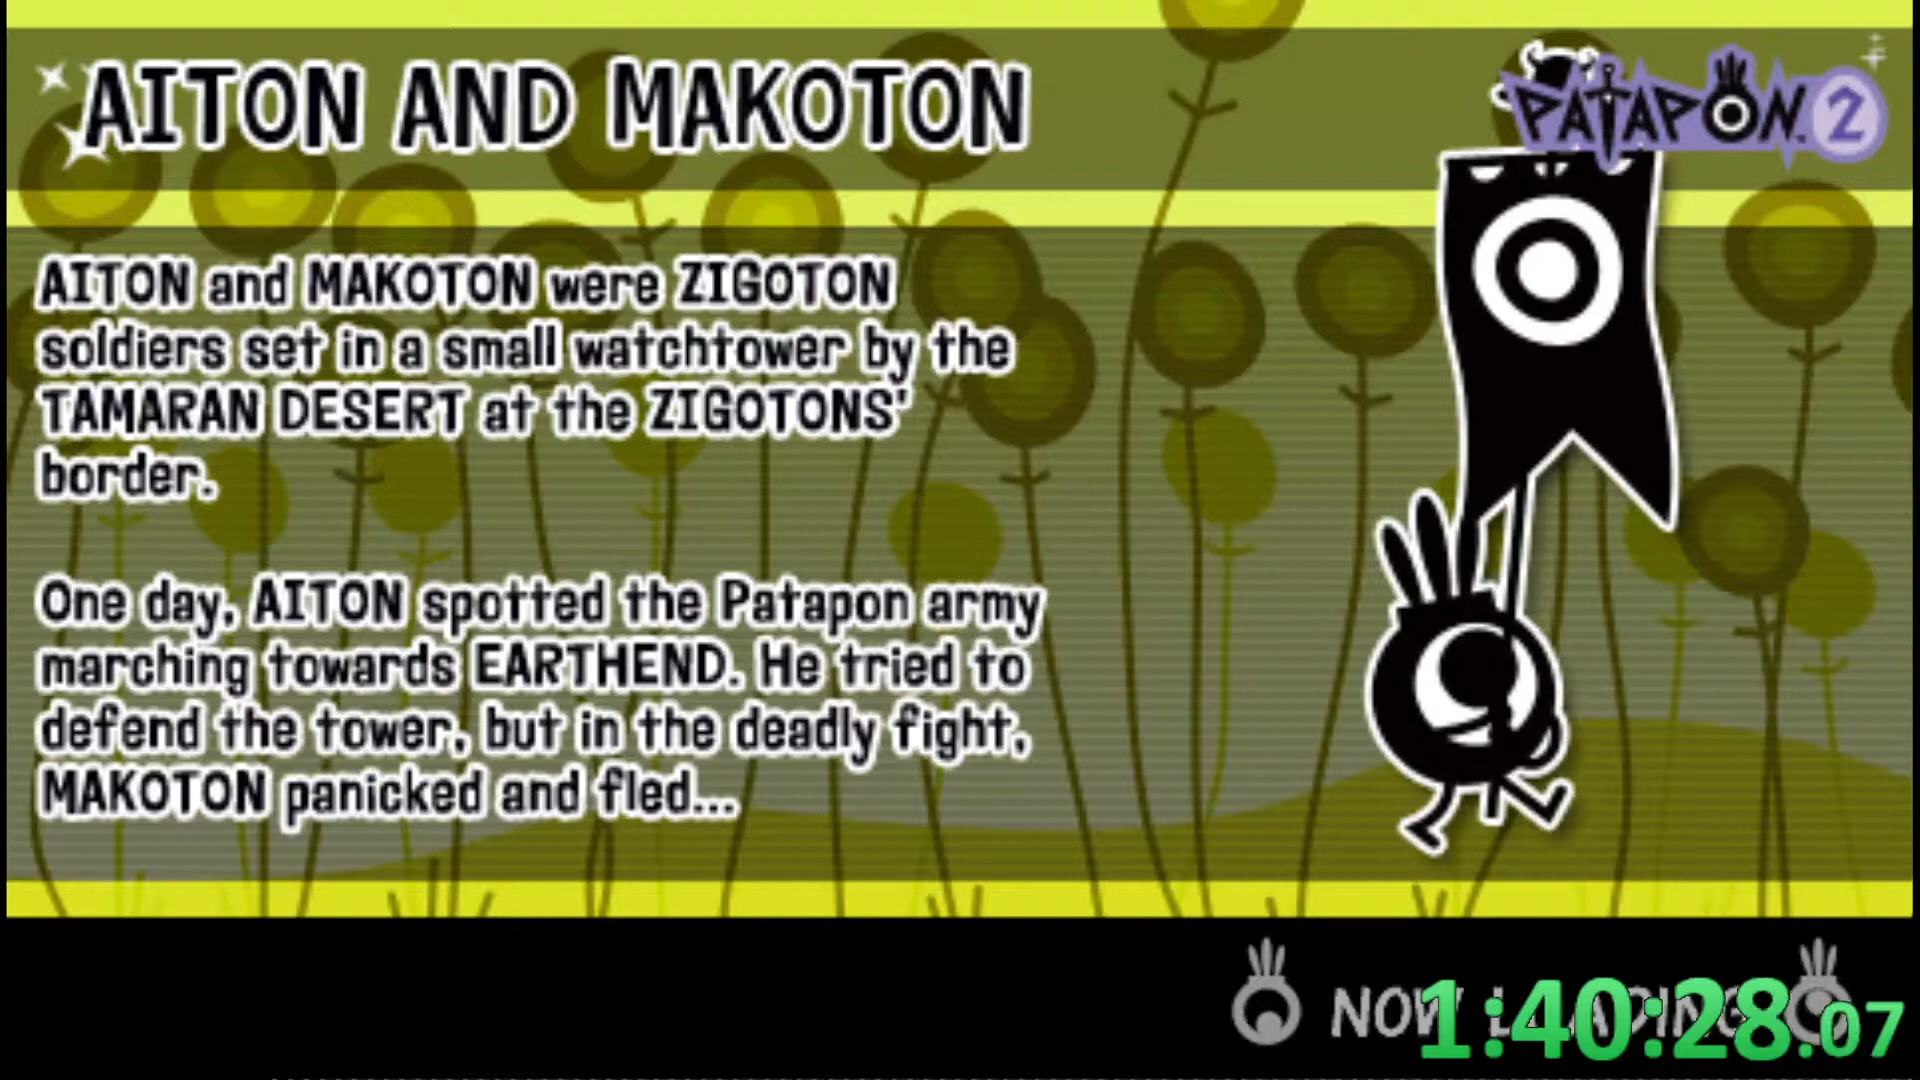 AITON AND MAKOTON
PATAPON 2
AITON and MAKOTON were ZIGOTON
soldiers set in a small watchtower by the
TAMARAN DESERT at the ZIGOTONS'
border.
One day, AITON spotted the Patapon army
marching towards EARTHEND. He tried to
defend the tower, but in the deadly fight,
MAKOTON panicked and fled...
NOW LOADING
1:40:28.07